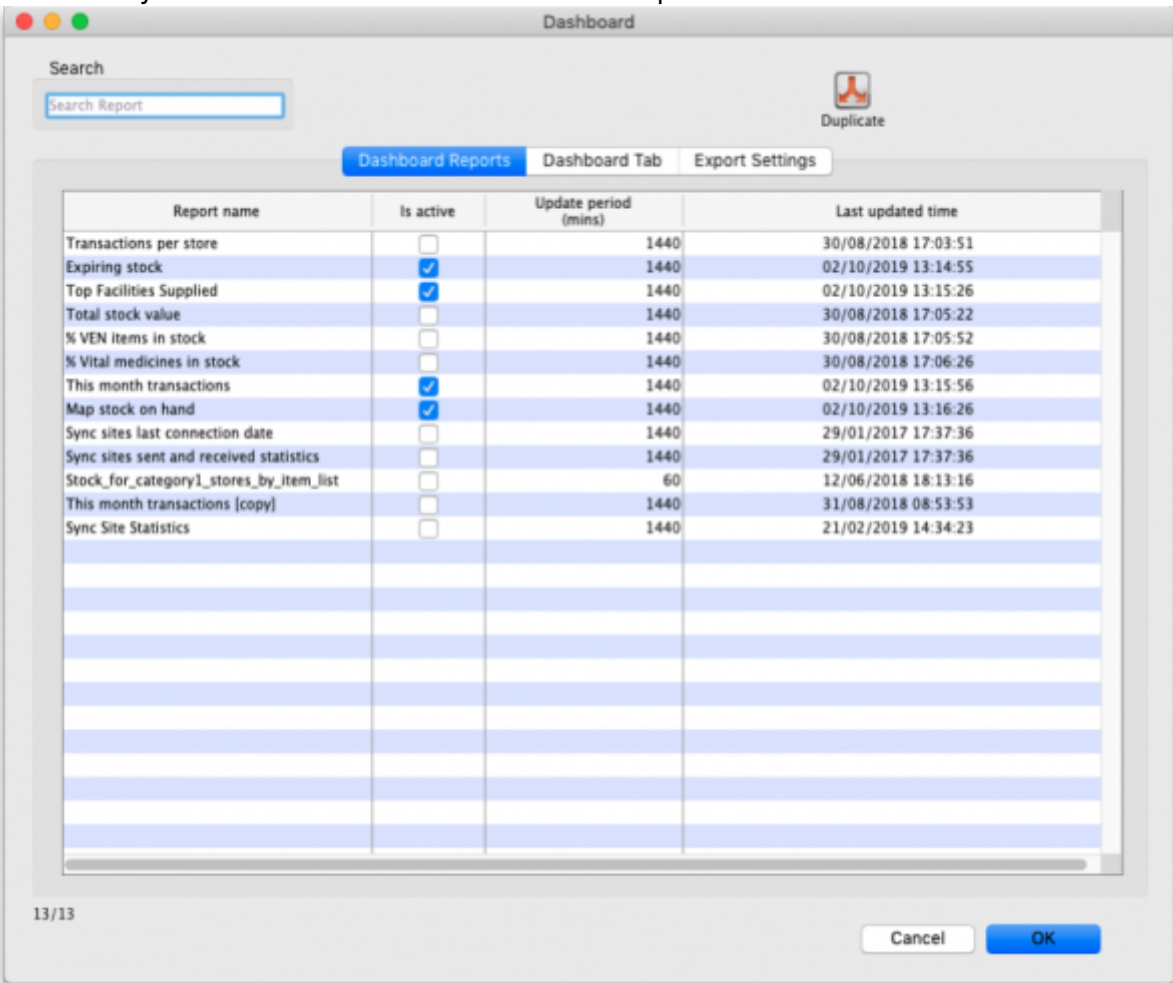 Dashboard
Search
Search Report
Duplicate
Dashboard Reports Dashboard Tab Export Settings
Report name Is active Update period (mins) Last updated time
Transactions per store 1440 30/08/2018 17:03:51
Expiring stock 1440 02/10/2019 13:14:55
Top Facilities Supplied 1440 02/10/2019 13:15:26
Total stock value 1440 30/08/2018 17:05:22
% VEN items in stock 1440 30/08/2018 17:05:52
% Vital medicines in stock 1440 30/08/2018 17:06:26
This month transactions 1440 02/10/2019 13:15:56
Map stock on hand 1440 02/10/2019 13:16:26
Sync sites last connection date 1440 29/01/2017 17:37:36
Sync sites sent and received statistics 1440 29/01/2017 17:37:36
Stock_for_category1_stores_by_item_list 60 12/06/2018 18:13:16
This month transactions [copy] 1440 31/08/2018 08:53:53
Sync Site Statistics 1440 21/02/2019 14:34:23
13/13
Cancel OK